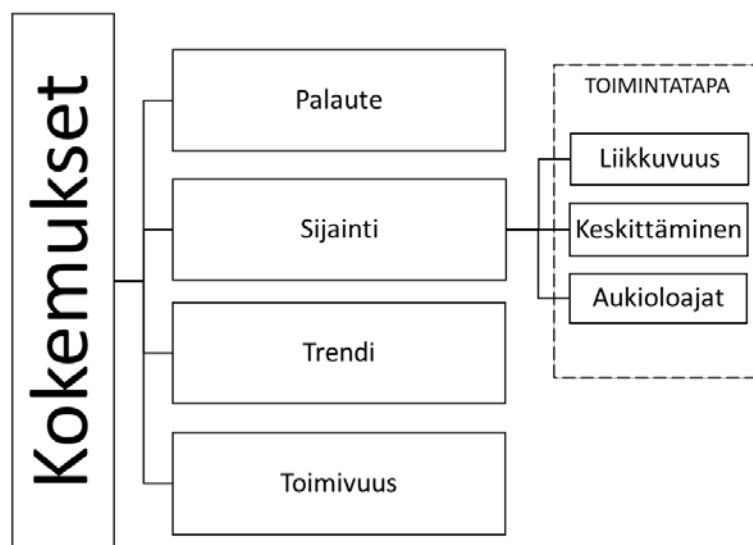 Kokemukset
Palaute
Sijainti
Trendi
Toimivuus
TOIMINTATAPA
Liikkuvuus
Keskittäminen
Aukioloajat